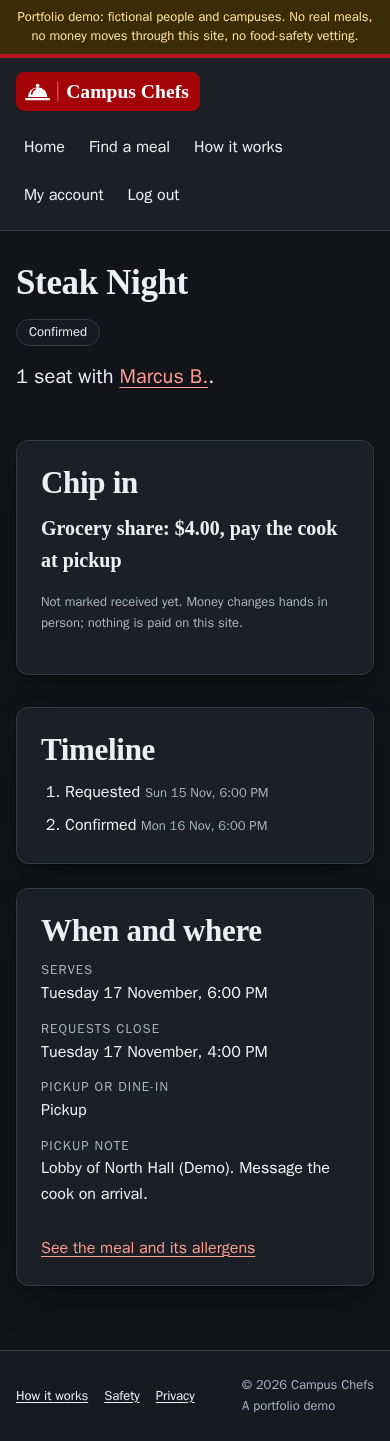 Portfolio demo: fictional people and campuses. No real meals,
no money moves through this site, no food-safety vetting.
Campus Chefs
Home Find a meal How it works
My account Log out
Steak Night
Confirmed
1 seat with Marcus B..
Chip in
Grocery share: $4.00, pay the cook
at pickup
Not marked received yet. Money changes hands in
person; nothing is paid on this site.
Timeline
1. Requested Sun 15 Nov, 6:00 PM
2. Confirmed Mon 16 Nov, 6:00 PM
When and where
SERVES
Tuesday 17 November, 6:00 PM
REQUESTS CLOSE
Tuesday 17 November, 4:00 PM
PICKUP OR DINE-IN
Pickup
PICKUP NOTE
Lobby of North Hall (Demo). Message the
cook on arrival.
See the meal and its allergens
How it works Safety Privacy
© 2026 Campus Chefs
A portfolio demo